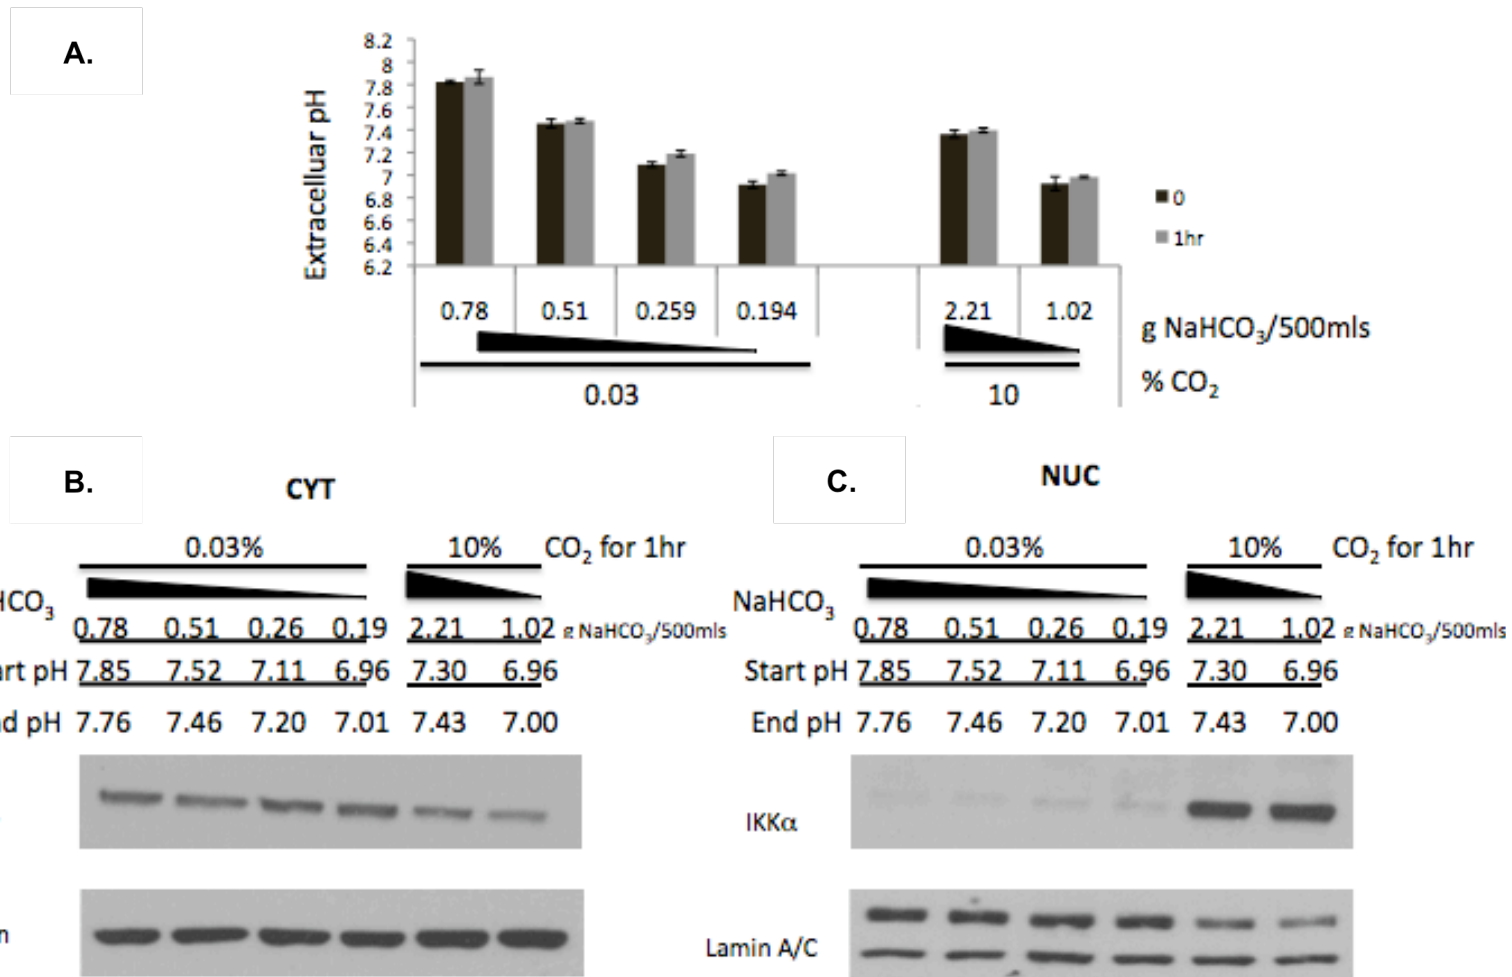 A.
8.2
8
7.8
7.6
7.4
7.2
7
6.8
6.6
6.4
6.2
Extracelluar pH
0
1hr
0.78 0.51 0.259 0.194 2.21 1.02
g NaHCO3/500mls
0.03 10 % CO2
B. CYT
0.03% 10% CO2 for 1hr
HCO3
0.78 0.51 0.26 0.19 2.21 1.02 g NaHCO3/500mls
art pH 7.85 7.52 7.11 6.96 7.30 6.96
d pH 7.76 7.46 7.20 7.01 7.43 7.00
n
C. NUC
0.03% 10% CO2 for 1hr
NaHCO3
0.78 0.51 0.26 0.19 2.21 1.02 g NaHCO3/500mls
Start pH 7.85 7.52 7.11 6.96 7.30 6.96
End pH 7.76 7.46 7.20 7.01 7.43 7.00
IKKα
Lamin A/C